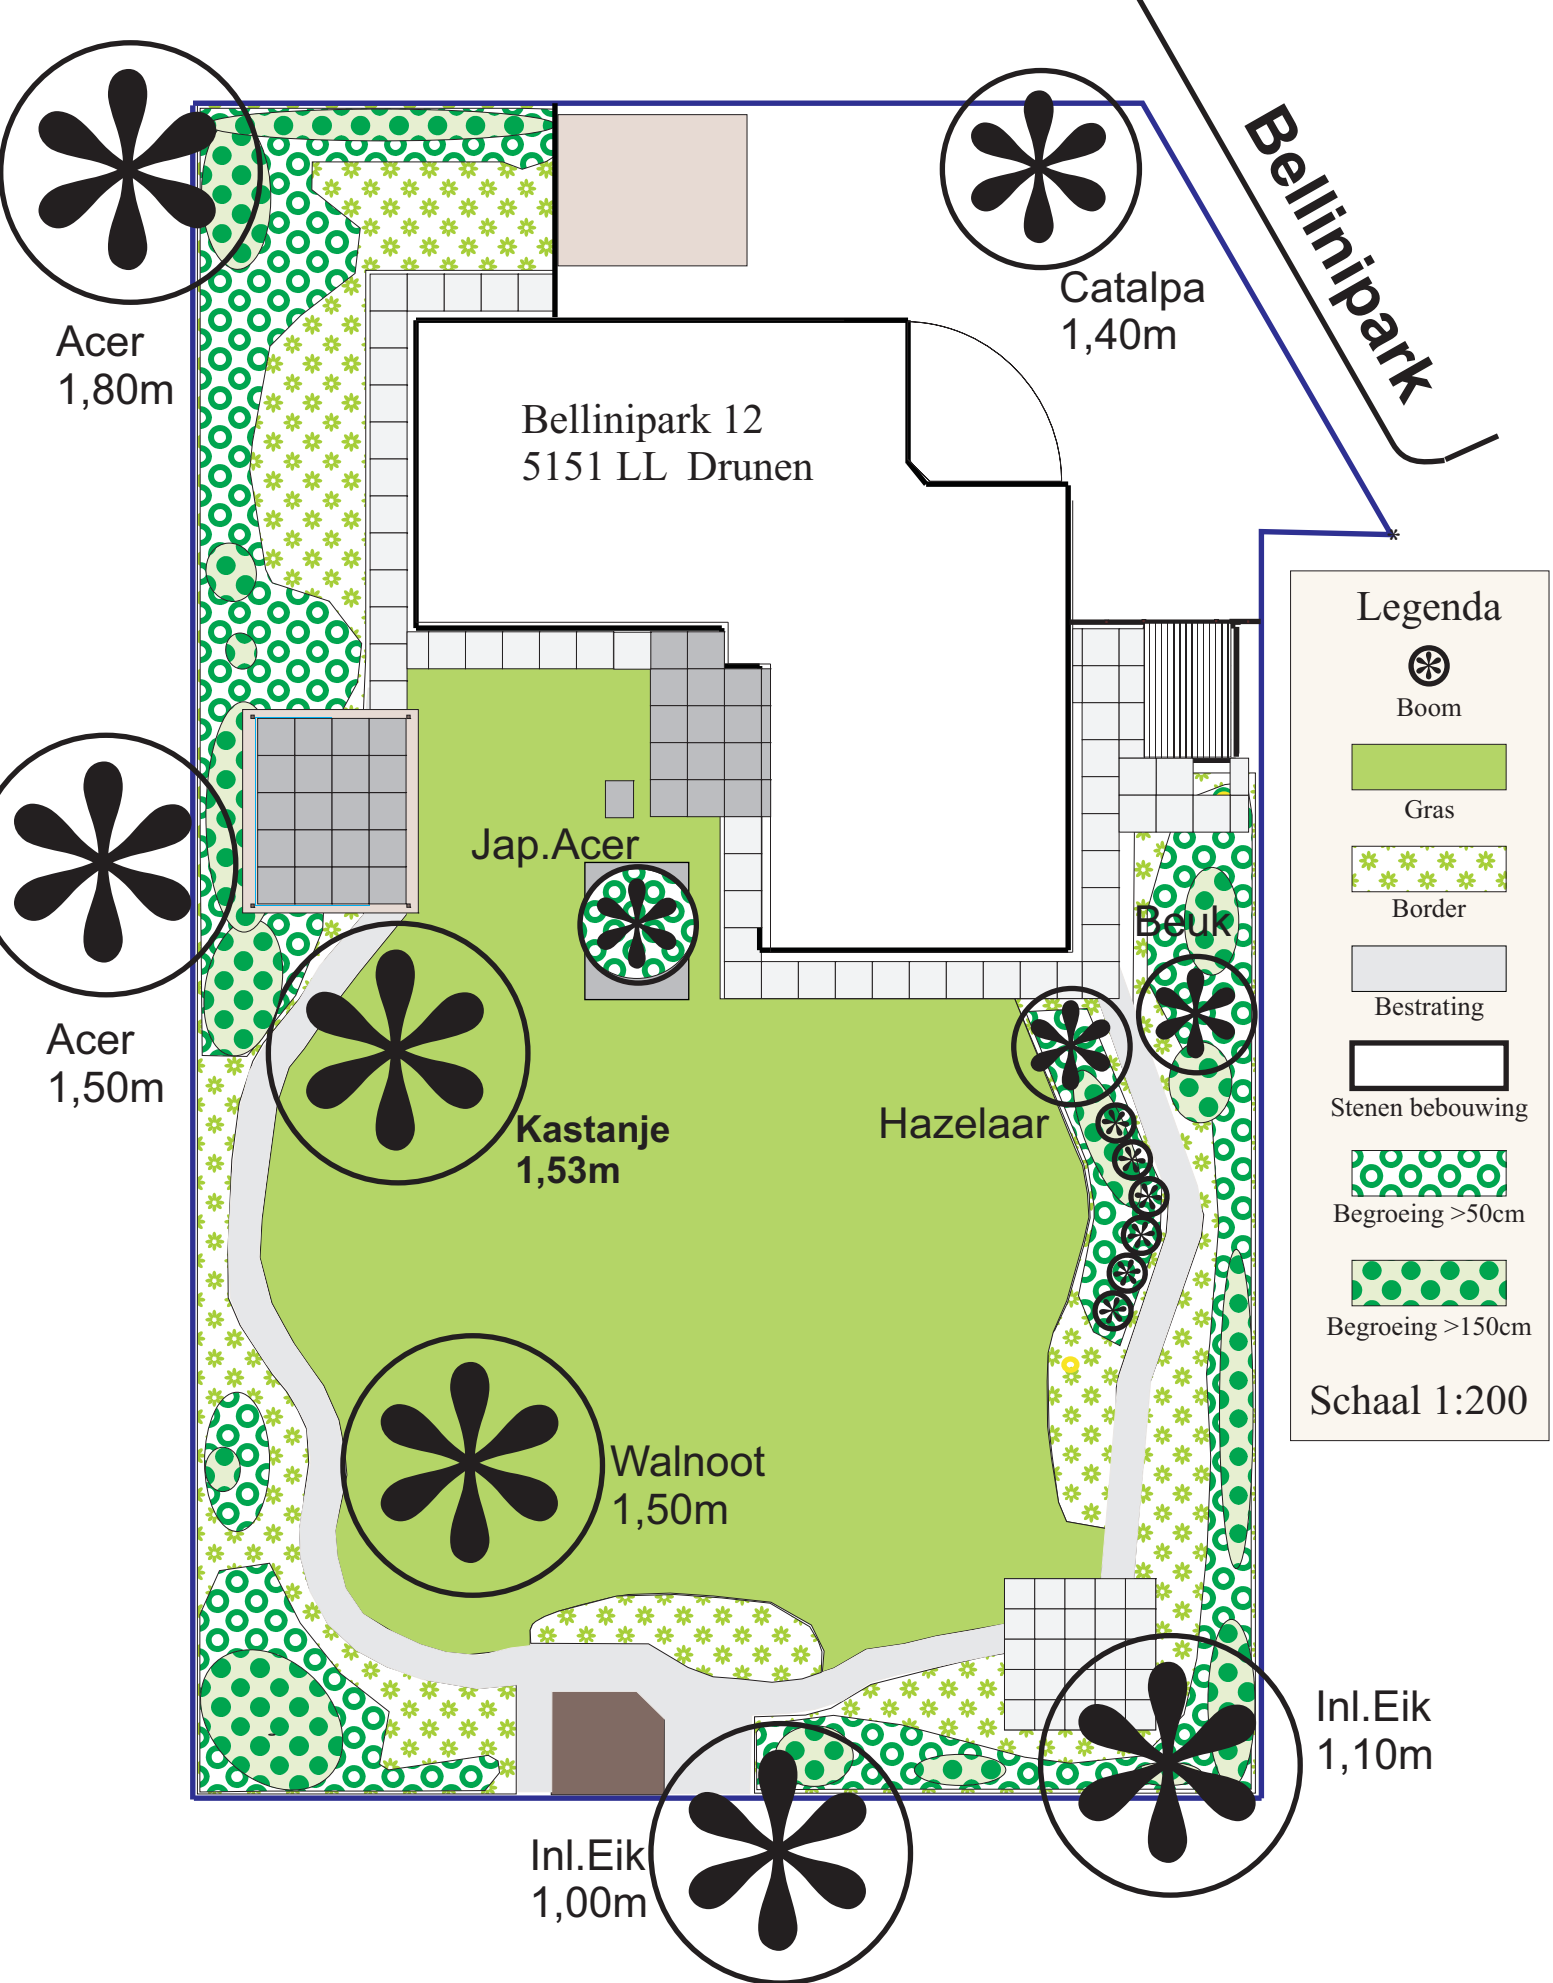 Bellinipark
Catalpa
1,40m
Acer
1,80m
Bellinipark 12
5151 LL Drunen
Legenda
Boom
Gras
Border
Bestrating
Stenen bebouwing
Begroeing >50cm
Begroeing >150cm
Schaal 1:200
Jap.Acer
Beuk
Acer
1,50m
Kastanje
1,53m
Hazelaar
Walnoot
1,50m
Inl.Eik
1,10m
Inl.Eik
1,00m